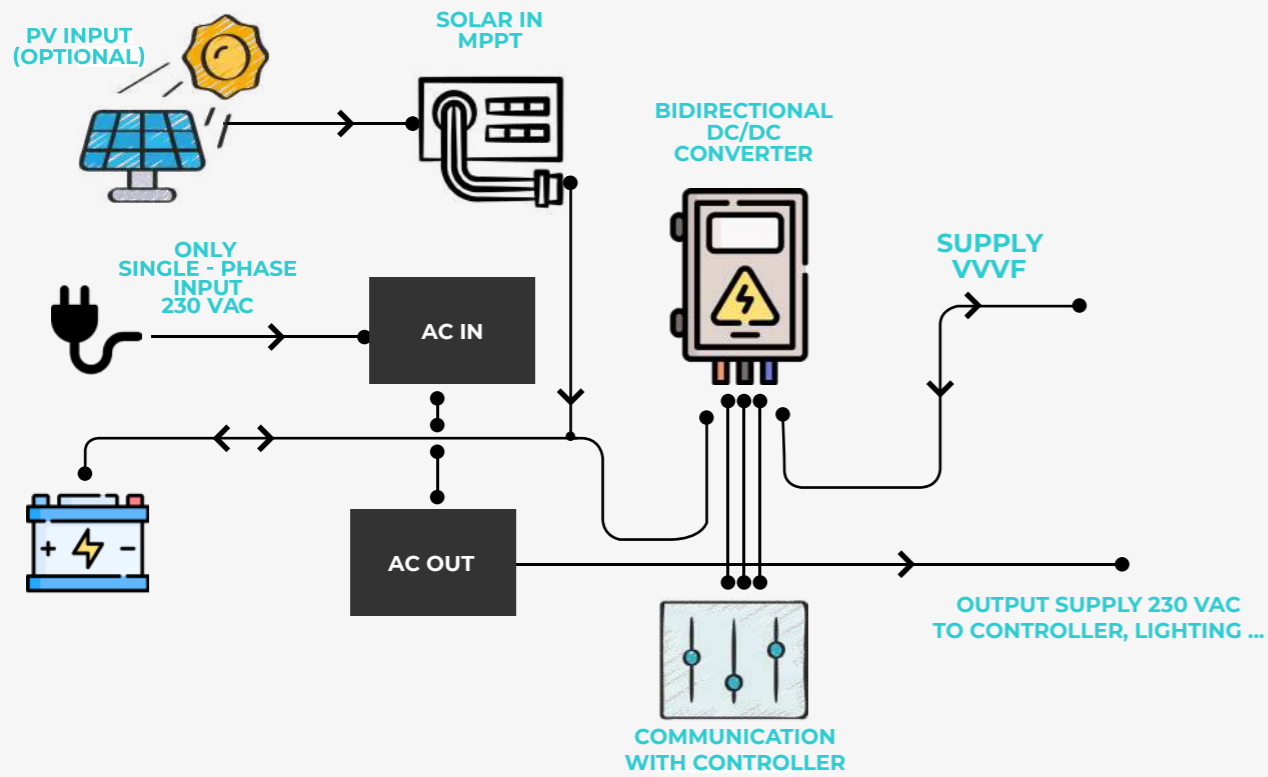 PV INPUT
(OPTIONAL)
SOLAR IN
MPPT
BIDIRECTIONAL
DC/DC
CONVERTER
ONLY
SINGLE - PHASE
INPUT
230 VAC
SUPPLY
VVVF
AC IN
+ -
AC OUT
OUTPUT SUPPLY 230 VAC
TO CONTROLLER, LIGHTING ...
COMMUNICATION
WITH CONTROLLER